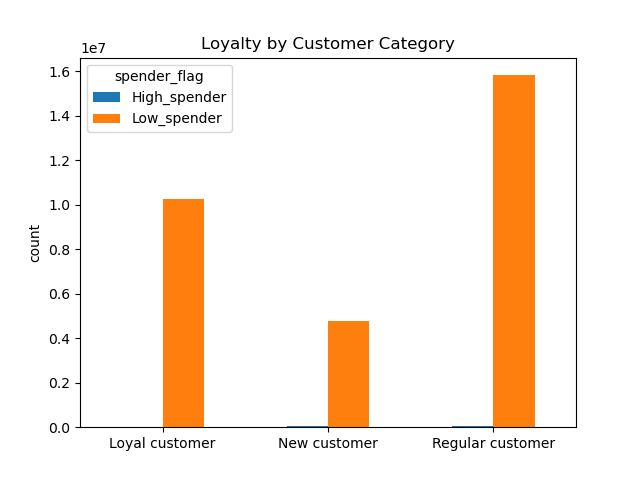 Loyalty by Customer Category
1e7
spender_flag
High_spender
Low_spender
1.6
1.4
1.2
1.0
0.8
0.6
0.4
0.2
0.0
count
Loyal customer
New customer
Regular customer